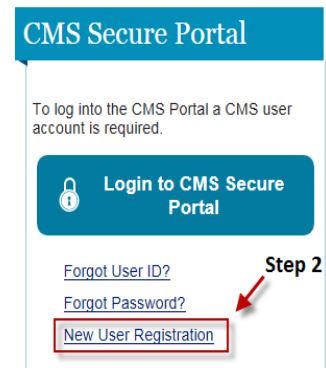 CMS Secure Portal
To log into the CMS Portal a CMS user
account is required.
Login to CMS Secure
Portal
Forgot User ID?
Step 2
Forgot Password?
New User Registration